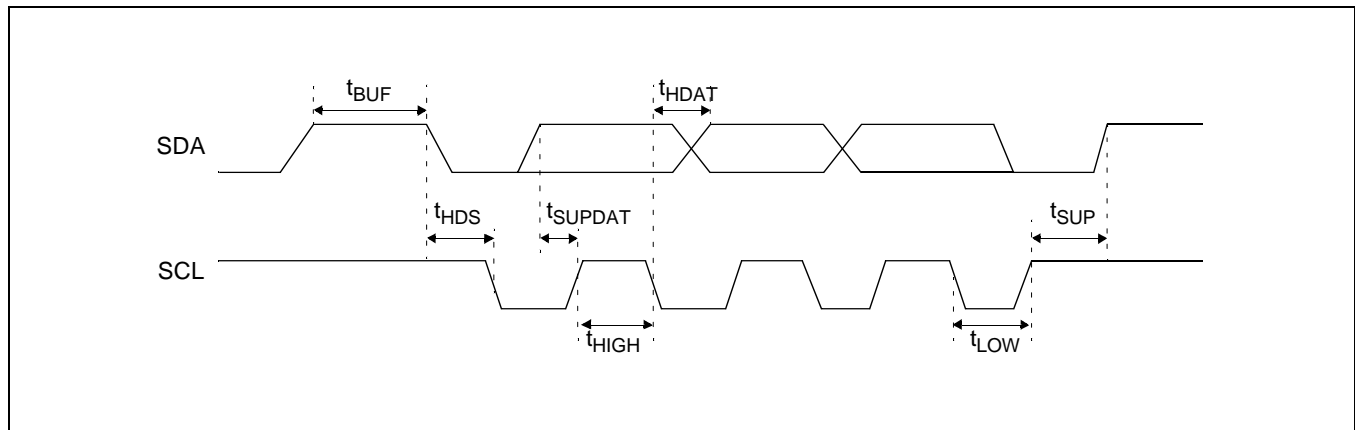 tBUF
tHDAT
SDA
tHDS
tSUPDAT
tSUP
SCL
tHIGH
tLOW